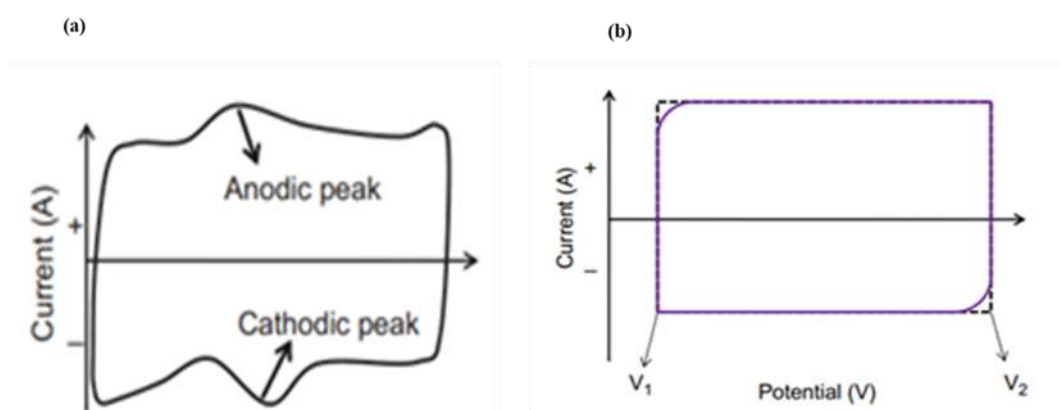 (a)
(b)
Current (A)
+
−
Anodic peak
Cathodic peak
Current (A)
+
−
V₁
V₂
Potential (V)